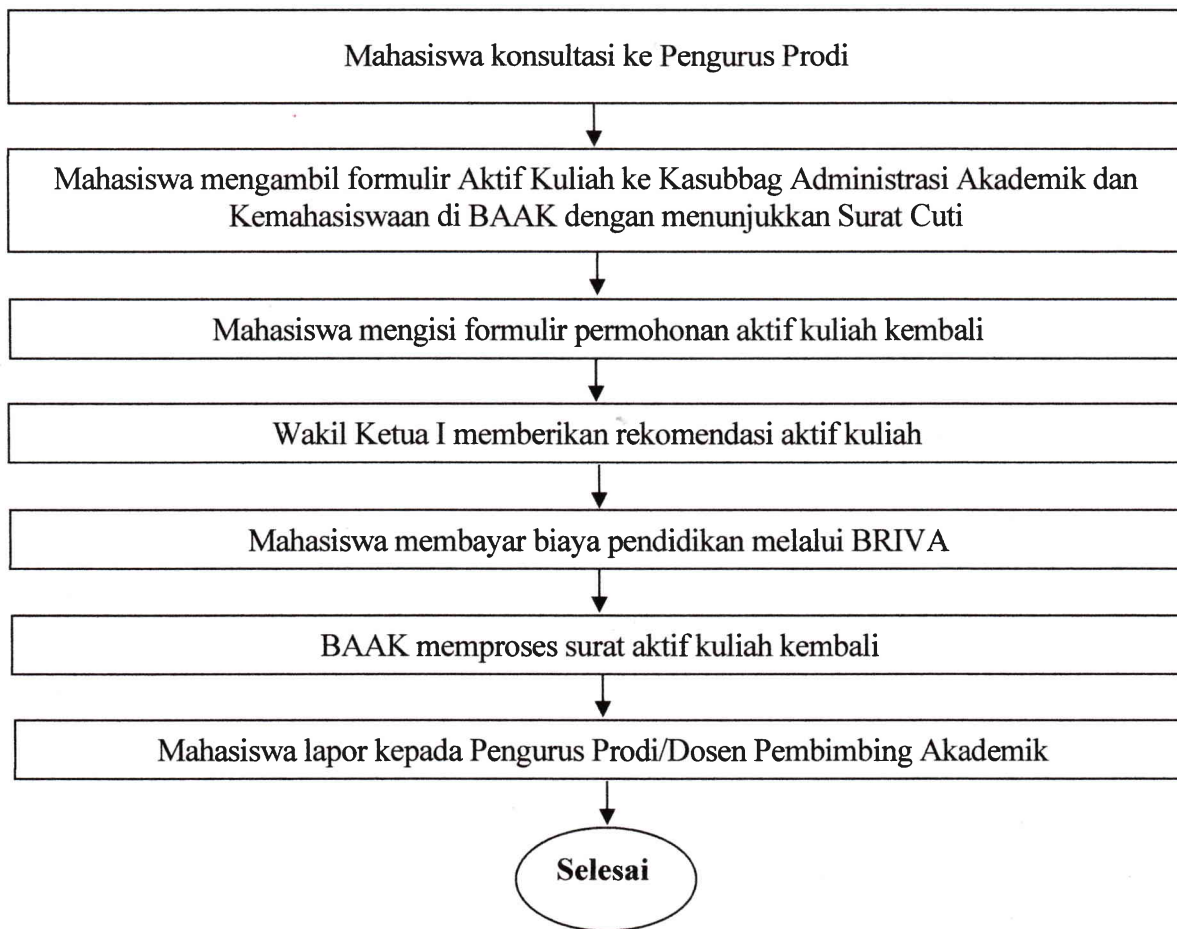 Mahasiswa konsultasi ke Pengurus Prodi
Mahasiswa mengambil formulir Aktif Kuliah ke Kasubbag Administrasi Akademik dan
Kemahasiswaan di BAAK dengan menunjukkan Surat Cuti
Mahasiswa mengisi formulir permohonan aktif kuliah kembali
Wakil Ketua I memberikan rekomendasi aktif kuliah
Mahasiswa membayar biaya pendidikan melalui BRIVA
BAAK memproses surat aktif kuliah kembali
Mahasiswa lapor kepada Pengurus Prodi/Dosen Pembimbing Akademik
Selesai